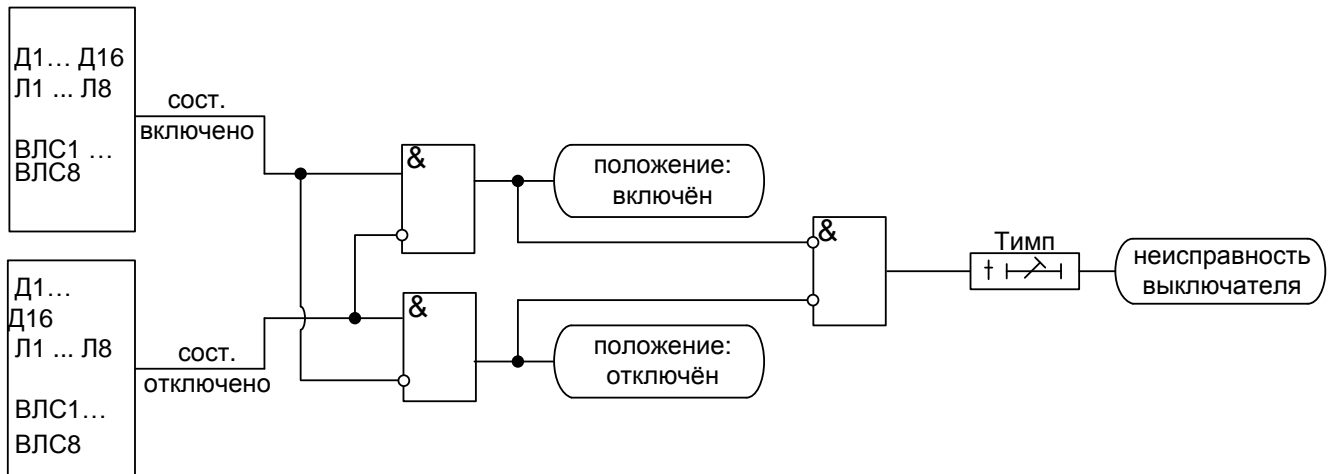 Д1… Д16
Л1 ... Л8
ВЛС1 …
ВЛС8
сост.
включено
&
положение:
включён
&
Тимп
t
неисправность
выключателя
Д1…
Д16
Л1 ... Л8
ВЛС1…
ВЛС8
сост.
отключено
&
положение:
отключён